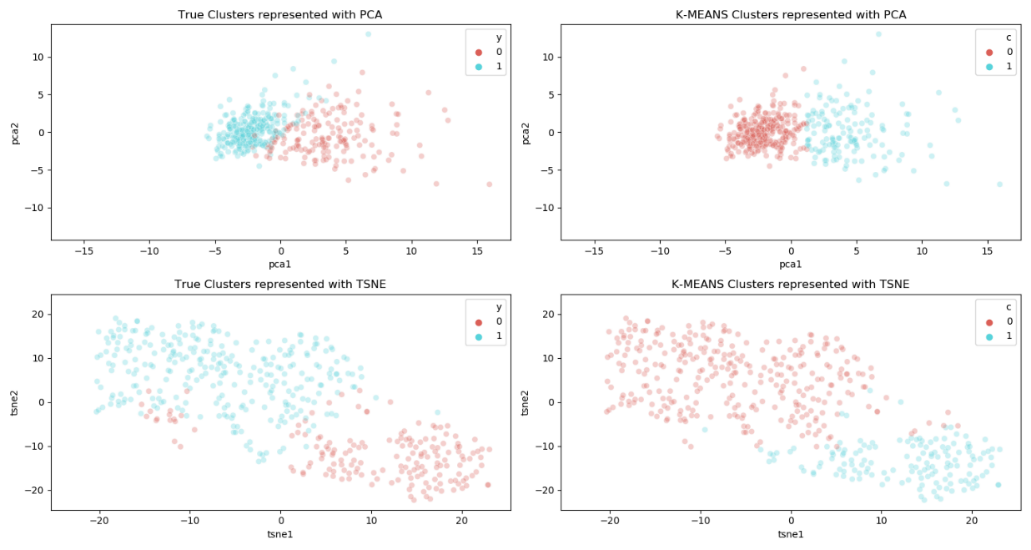 True Clusters represented with PCA
K-MEANS Clusters represented with PCA
y
0
1
c
0
1
pca2
10
5
0
−5
−10
pca2
10
5
0
−5
−10
−15 −10 −5 0 5 10 15
pca1
−15 −10 −5 0 5 10 15
pca1
True Clusters represented with TSNE
K-MEANS Clusters represented with TSNE
y
0
1
c
0
1
tsne2
20
10
0
−10
−20
tsne2
20
10
0
−10
−20
−20 −10 0 10 20
tsne1
−20 −10 0 10 20
tsne1